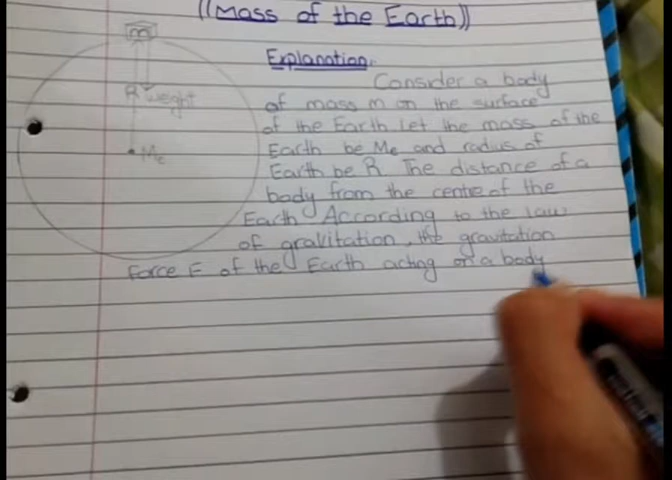 ((Mass of the Earth))
m
Explanation.
Consider a body
R weight
of mass m on the surface
of the Earth Let the mass of the
Me
Earth be Me and radius of
Earth be R The distance of a
body from the centre of the
Earth According to the law
of gravitation, the gravitation
Force F of the Earth acting on a body